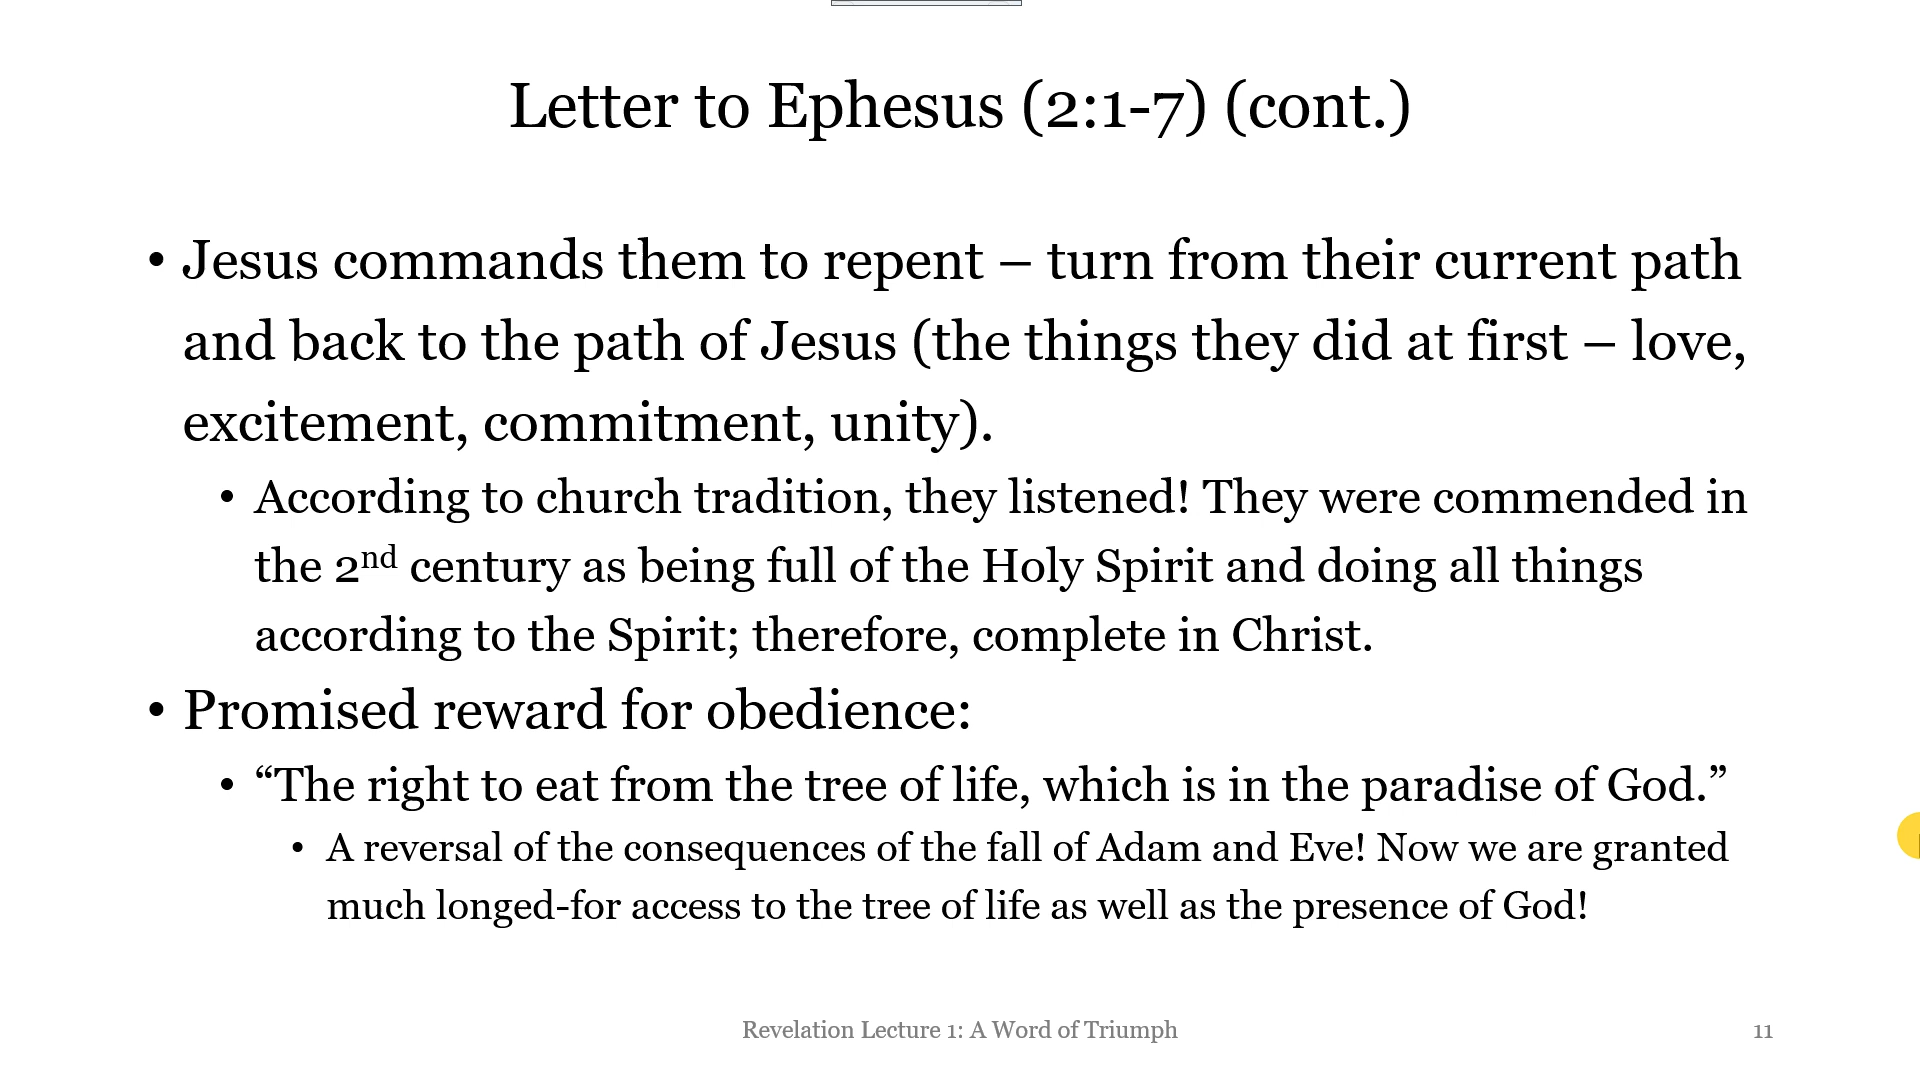 Letter to Ephesus (2:1-7) (cont.)
• Jesus commands them to repent – turn from their current path
and back to the path of Jesus (the things they did at first – love,
excitement, commitment, unity).
• According to church tradition, they listened! They were commended in
the 2nd century as being full of the Holy Spirit and doing all things
according to the Spirit; therefore, complete in Christ.
• Promised reward for obedience:
• “The right to eat from the tree of life, which is in the paradise of God.”
• A reversal of the consequences of the fall of Adam and Eve! Now we are granted
much longed-for access to the tree of life as well as the presence of God!
Revelation Lecture 1: A Word of Triumph
11